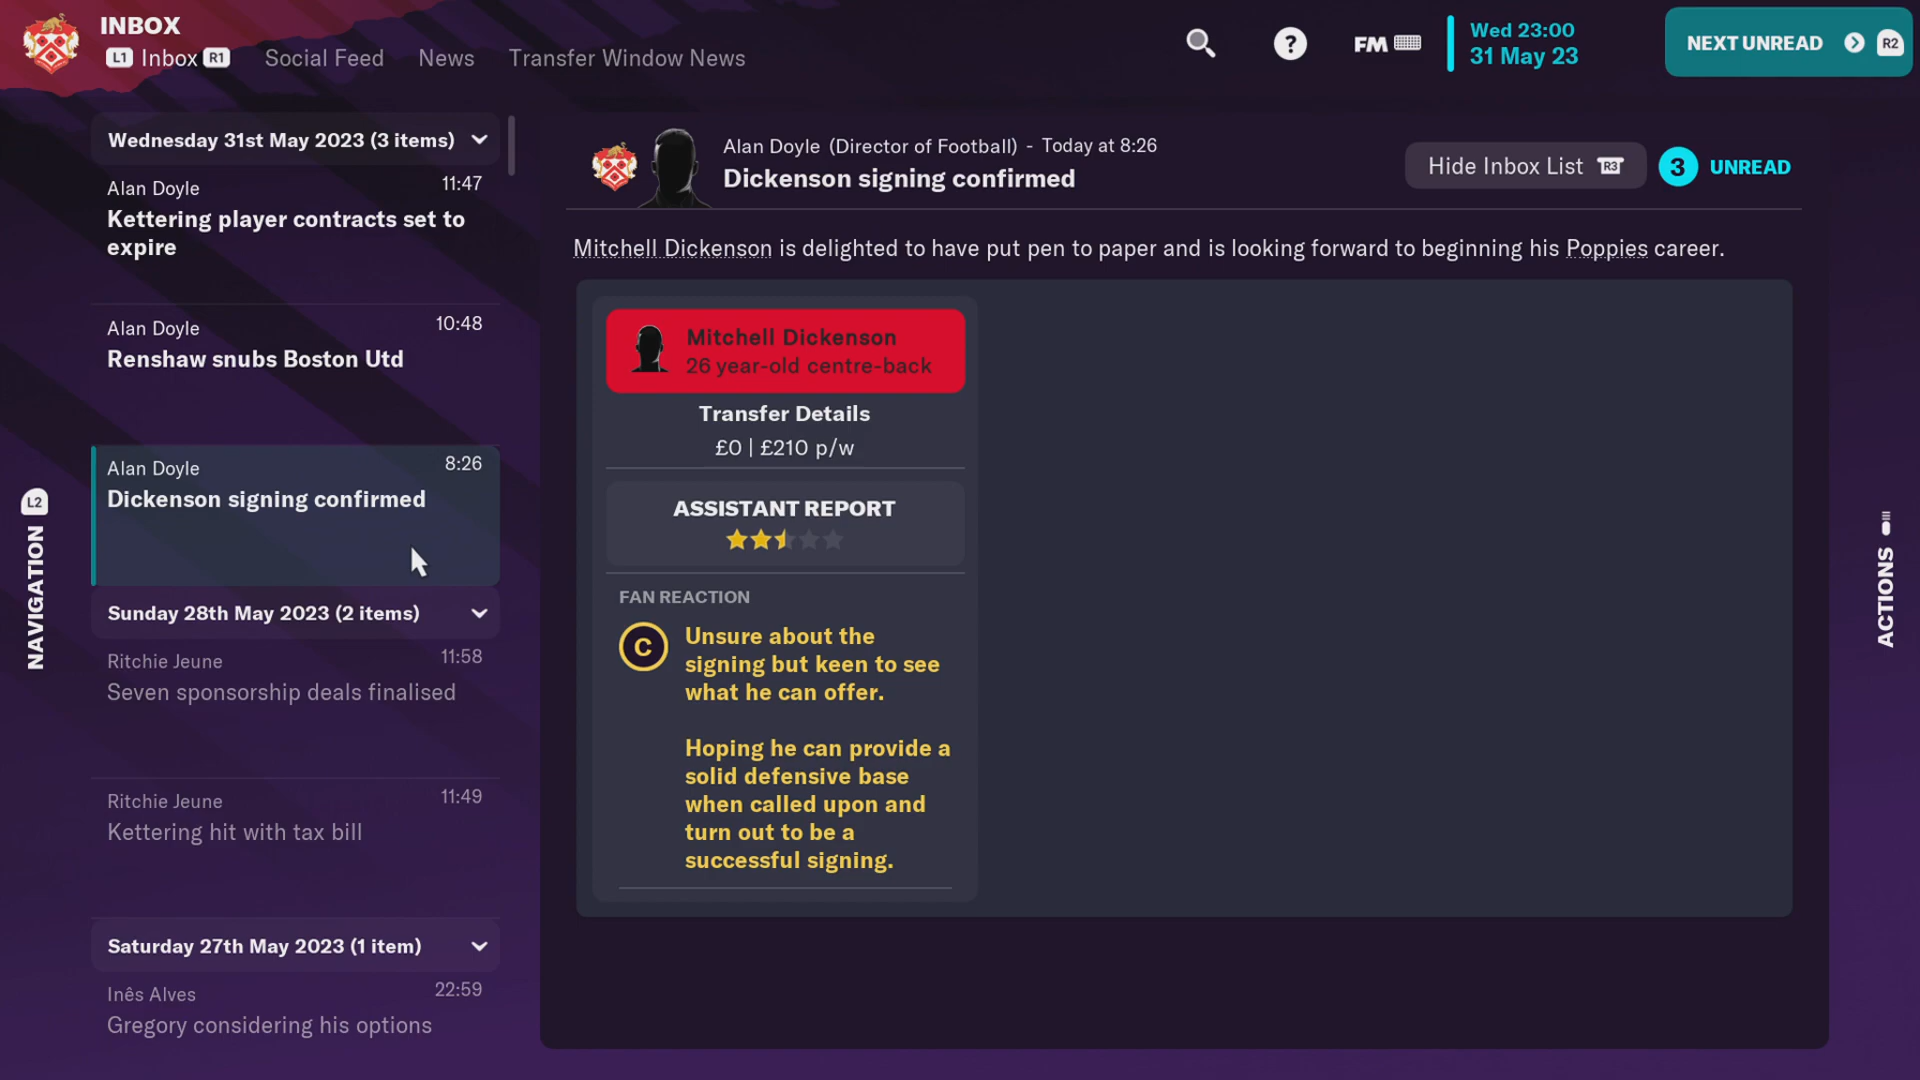 INBOX
L1 Inbox R1
Social Feed
News
Transfer Window News
?
FM
Wed 23:00
31 May 23
NEXT UNREAD
R2
Wednesday 31st May 2023 (3 items)
Alan Doyle
11:47
Kettering player contracts set to
expire
Alan Doyle
10:48
Renshaw snubs Boston Utd
Alan Doyle
8:26
Dickenson signing confirmed
Sunday 28th May 2023 (2 items)
Ritchie Jeune
11:58
Seven sponsorship deals finalised
Ritchie Jeune
11:49
Kettering hit with tax bill
Saturday 27th May 2023 (1 item)
Inês Alves
22:59
Gregory considering his options
L2
NAVIGATION
Alan Doyle (Director of Football) - Today at 8:26
Dickenson signing confirmed
Hide Inbox List R3
3 UNREAD
Mitchell Dickenson is delighted to have put pen to paper and is looking forward to beginning his Poppies career.
Mitchell Dickenson
26 year-old centre-back
Transfer Details
£0 | £210 p/w
ASSISTANT REPORT
FAN REACTION
C
Unsure about the
signing but keen to see
what he can offer.
Hoping he can provide a
solid defensive base
when called upon and
turn out to be a
successful signing.
ACTIONS